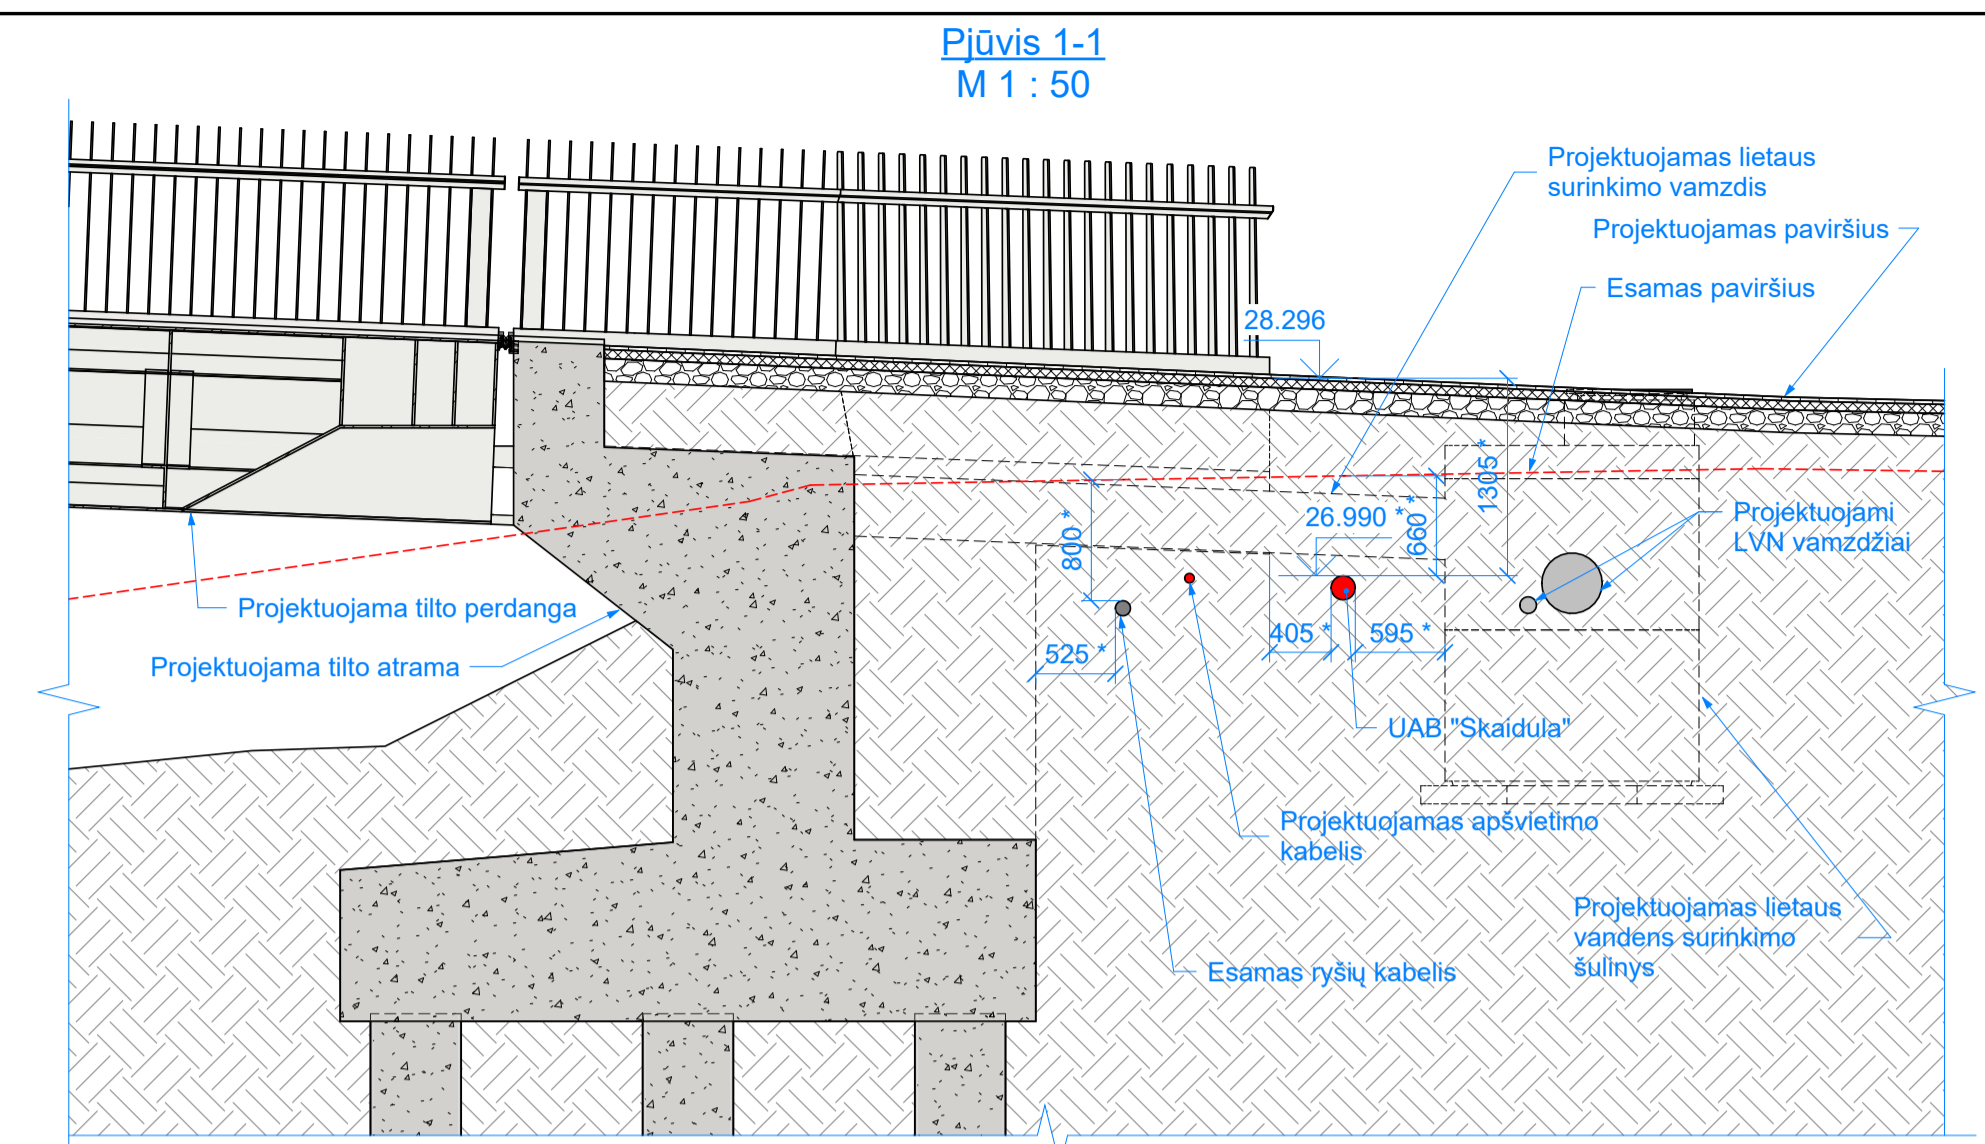 Pjūvis 1-1
M 1 : 50
Projektuojamas lietaus
surinkimo vamzdis
Projektuojamas paviršius
Esamas paviršius
28.296
1305 *
800 *
26.990 *
660 *
Projektuojami
LVN vamzdžiai
Projektuojama tilto perdanga
Projektuojama tilto atrama
525 *
405 *
595 *
UAB "Skaidula"
Projektuojamas apšvietimo
kabelis
Projektuojamas lietaus
vandens surinkimo
šulinys
Esamas ryšių kabelis